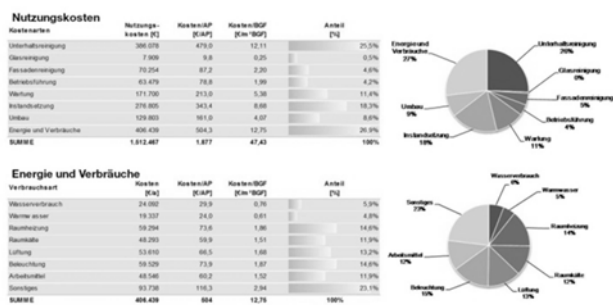 Nutzungskosten
Kostenarten Nutzungs- kosten [€/a] Kosten/AP [€/AP] Kosten/BGF [€/m²BGF] Anteil [%]
Unterhaltsreinigung 386.078 479,0 12,11 25,5%
Glasreinigung 7.909 9,8 0,25 0,5%
Fassadenreinigung 70.254 87,2 2,20 4,6%
Betriebsführung 63.479 78,8 1,99 4,2%
Wartung 171.700 213,0 5,38 11,4%
Instandsetzung 276.805 343,4 8,68 18,3%
Umbau 129.803 161,0 4,07 8,6%
Energie und Verbräuche 406.439 504,3 12,75 26,9%
SUMME 1.512.467 1.877 47,43 100%
Energie und Verbräuche 27%
Unterhaltsreinigung 26%
Glasreinigung 0%
Fassadenreinigung 5%
Betriebsführung 4%
Wartung 11%
Instandsetzung 18%
Umbau 9%
Energie und Verbräuche
Verbrauchsart Kosten [€/a] Kosten/AP [€/AP] Kosten/BGF [€/m²BGF] Anteil [%]
Wasserverbrauch 24.092 29,9 0,76 5,9%
Warmwasser 19.337 24,0 0,61 4,8%
Raumheizung 59.284 73,6 1,86 14,6%
Raumkälte 48.293 59,9 1,51 11,9%
Lüftung 53.610 66,5 1,68 13,2%
Beleuchtung 59.529 73,9 1,87 14,6%
Arbeitsmittel 48.546 60,2 1,52 11,9%
Sonstiges 93.738 116,3 2,94 23,1%
SUMME 406.439 504 12,75 100%
Wasserverbrauch 6%
Warmwasser 5%
Raumheizung 14%
Raumkälte 12%
Lüftung 13%
Beleuchtung 15%
Arbeitsmittel 12%
Sonstiges 23%